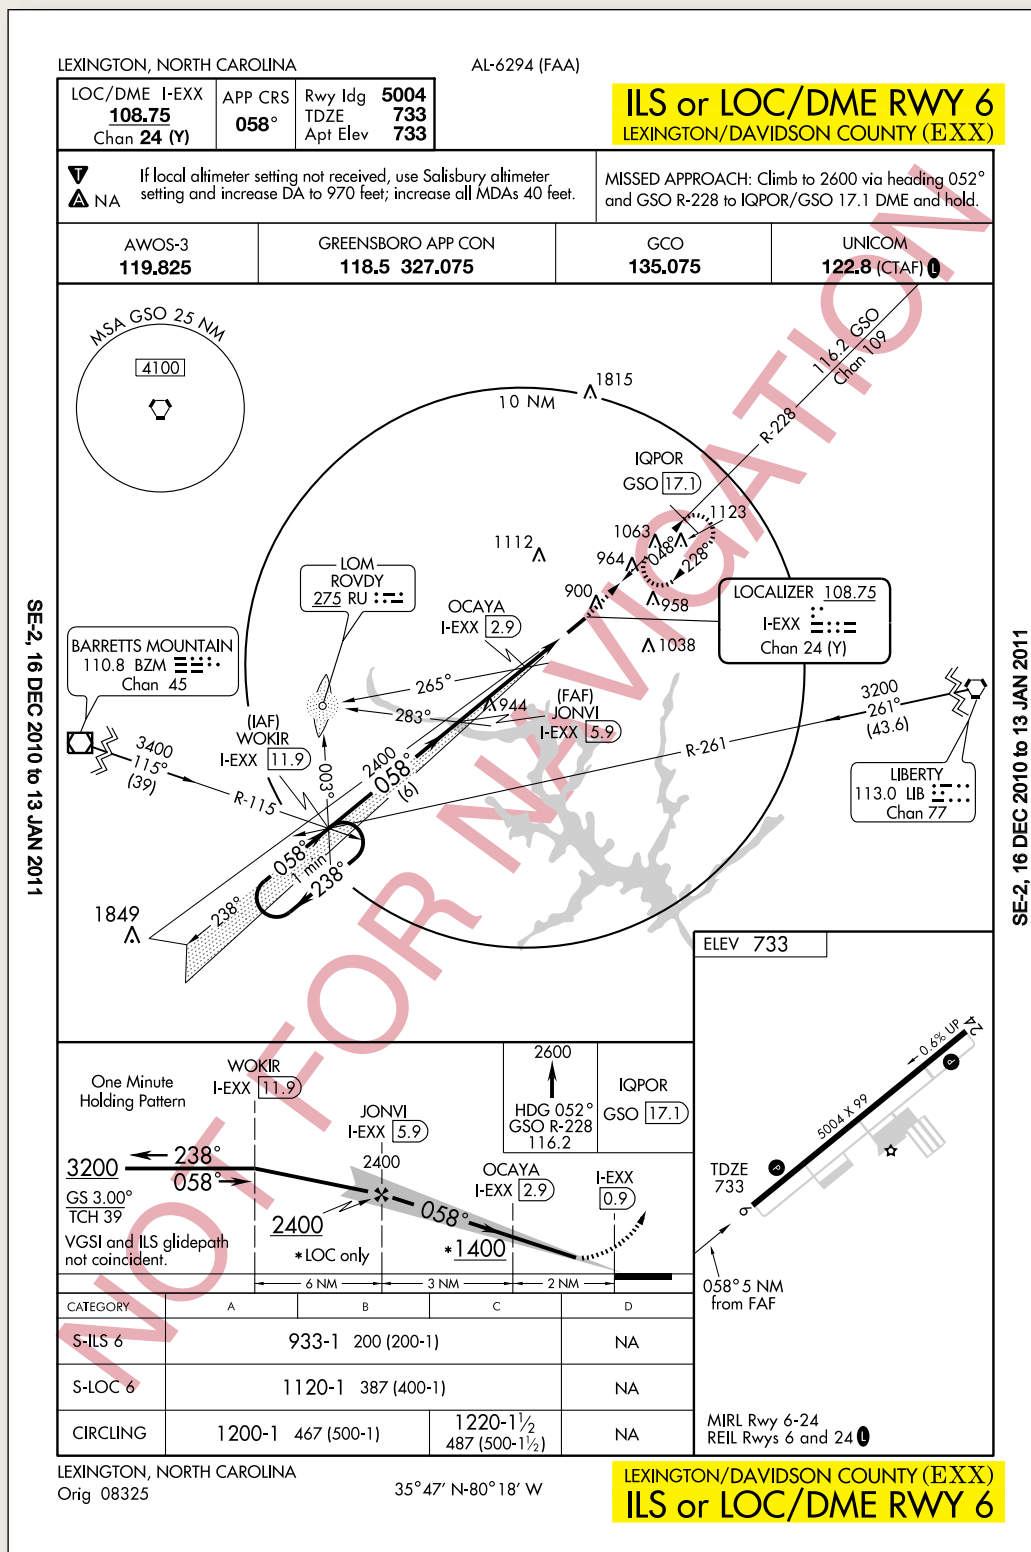 LEXINGTON, NORTH CAROLINA
AL-6294 (FAA)
LOC/DME I-EXX
108.75
Chan 24 (Y)
APP CRS
058°
Rwy ldg 5004
TDZE 733
Apt Elev 733
ILS or LOC/DME RWY 6
LEXINGTON/DAVIDSON COUNTY (EXX)
T
A NA
If local altimeter setting not received, use Salisbury altimeter
setting and increase DA to 970 feet; increase all MDAs 40 feet.
MISSED APPROACH: Climb to 2600 via heading 052°
and GSO R-228 to IQPOR/GSO 17.1 DME and hold.
AWOS-3
119.825
GREENSBORO APP CON
118.5 327.075
GCO
135.075
UNICOM
122.8 (CTAF) L
NOT FOR NAVIGATION
MSA GSO 25 NM
4100
1815
10 NM
116.2 GSO
Chan 109
R-228
IQPOR
GSO 17.1
1123
1063
048°
228°
964
1112
900
958
1038
LOM
ROVDY
275 RU
OCAYA
I-EXX 2.9
LOCALIZER 108.75
I-EXX
Chan 24 (Y)
BARRETTS MOUNTAIN
110.8 BZM
Chan 45
265°
283°
944
(FAF)
JONVI
I-EXX 5.9
(IAF)
WOKIR
I-EXX 11.9
3200
261°
(43.6)
R-261
LIBERTY
113.0 LIB
Chan 77
3400
115°
(39)
R-115
003°
2400
058°
(6)
058°
1 min
238°
238°
1849
SE-2, 16 DEC 2010 to 13 JAN 2011
SE-2, 16 DEC 2010 to 13 JAN 2011
ELEV 733
24
0.6% UP
P
5004 X 99
P
TDZE
733
6
058° 5 NM
from FAF
MIRL Rwy 6-24
REIL Rwys 6 and 24 L
One Minute
Holding Pattern
WOKIR
I-EXX 11.9
JONVI
I-EXX 5.9
2400
2600
HDG 052°
GSO R-228
116.2
IQPOR
GSO 17.1
OCAYA
I-EXX 2.9
I-EXX
0.9
3200
238°
058°
GS 3.00°
TCH 39
VGSI and ILS glidepath
not coincident.
2400
*LOC only
058°
*1400
6 NM
3 NM
2 NM
CATEGORY A B C D
S-ILS 6 933-1 200 (200-1) NA
S-LOC 6 1120-1 387 (400-1) NA
CIRCLING 1200-1 467 (500-1) 1220-1½ 487 (500-1½) NA
LEXINGTON, NORTH CAROLINA
Orig 08325
35°47' N-80°18' W
LEXINGTON/DAVIDSON COUNTY (EXX)
ILS or LOC/DME RWY 6